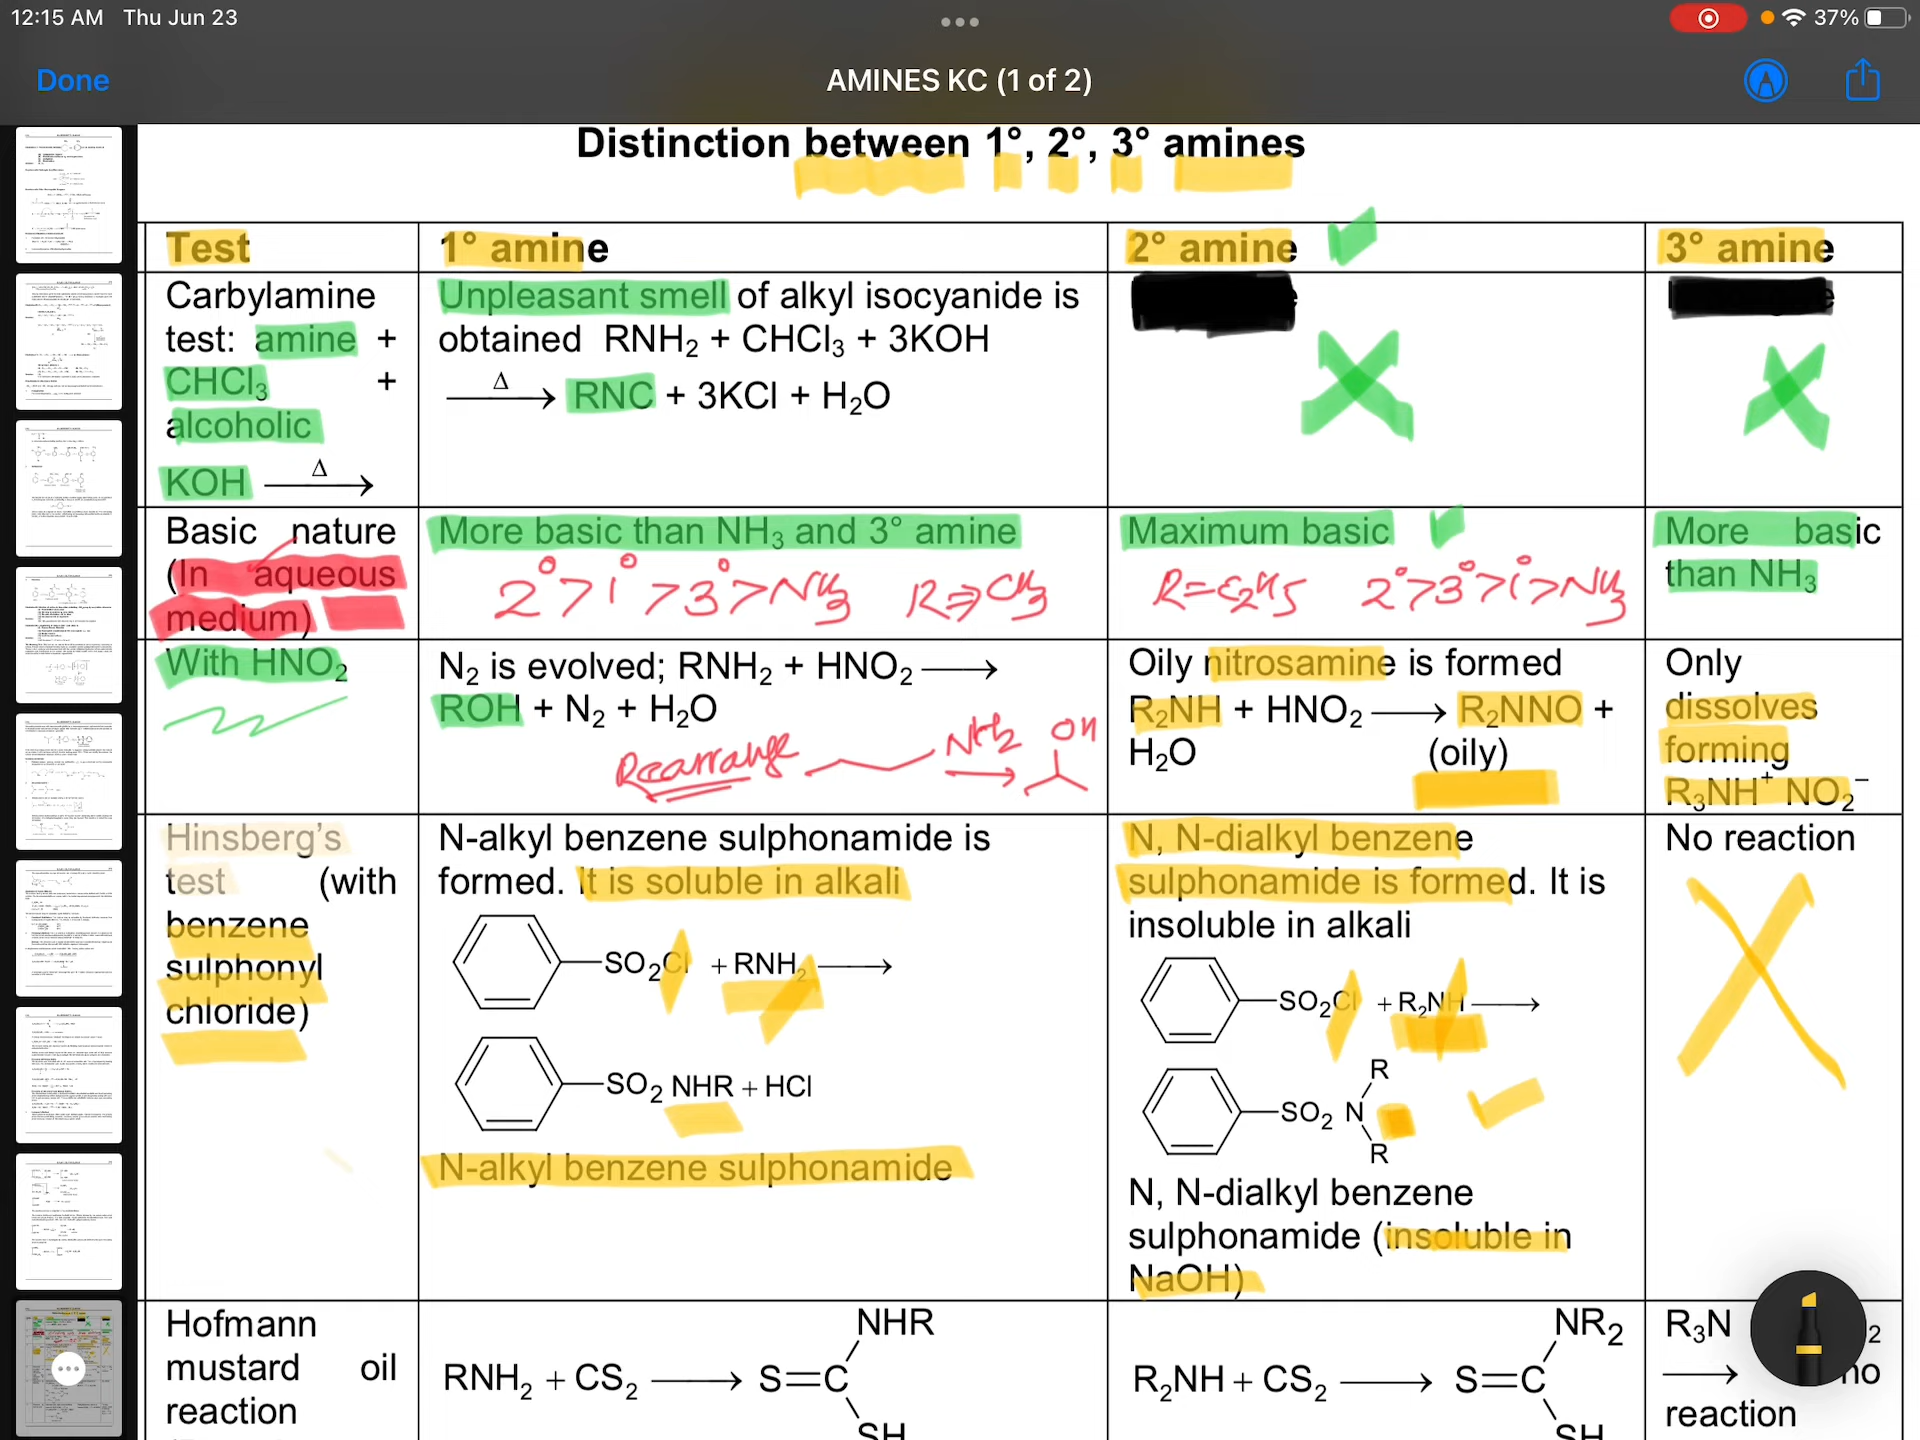 12:15 AM Thu Jun 23
37%
Done
AMINES KC (1 of 2)
Distinction between 1°, 2°, 3° amines
Test
1° amine
2° amine
3° amine
Carbylamine
test: amine +
CHCl₃ +
alcoholic
KOH Δ ⟶
Unpeasant smell of alkyl isocyanide is
obtained RNH₂ + CHCl₃ + 3KOH
Δ ⟶ RNC + 3KCl + H₂O
Basic nature
(In aqueous
medium)
More basic than NH₃ and 3° amine
2°>1°>3°>NH₃ R⇒CH₃
Maximum basic
R=C₂H₅ 2°>3°>1°>NH₃
More basic
than NH₃
With HNO₂
N₂ is evolved; RNH₂ + HNO₂ ⟶
ROH + N₂ + H₂O
Rearrange NH₂ ⟶ OH
Oily nitrosamine is formed
R₂NH + HNO₂ ⟶ R₂NNO +
H₂O (oily)
Only
dissolves
forming
R₃NH⁺ NO₂⁻
Hinsberg's
test (with
benzene
sulphonyl
chloride)
N-alkyl benzene sulphonamide is
formed. It is soluble in alkali
SO₂Cl + RNH₂ ⟶
SO₂ NHR + HCl
N-alkyl benzene sulphonamide
N, N-dialkyl benzene
sulphonamide is formed. It is
insoluble in alkali
SO₂Cl + R₂NH ⟶
R
SO₂ N
R
N, N-dialkyl benzene
sulphonamide (insoluble in
NaOH)
No reaction
Hofmann
mustard oil
reaction
NHR
RNH₂ + CS₂ ⟶ S=C
SH
NR₂
R₂NH + CS₂ ⟶ S=C
SH
R₃N 2
⟶ no
reaction